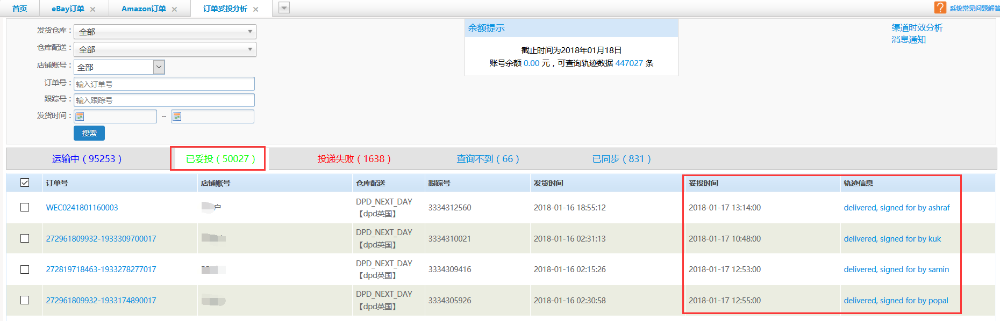 首页 eBay订单 Amazon订单 订单妥投分析
系统常见问题解答
发货仓库： 全部
仓库配送： 全部
店铺账号： 全部
订单号： 输入订单号
跟踪号： 输入跟踪号
发货时间： ~
搜索
余额提示
截止时间为2018年01月18日
账号余额 0.00 元，可查询轨迹数据 447027 条
渠道时效分析
消息通知
运输中（95253） 已妥投（50027） 投递失败（1638） 查询不到（66） 已同步（831）
订单号 店铺账号 仓库配送 跟踪号 发货时间 妥投时间 轨迹信息
WEC0241801160003 户 DPD_NEXT_DAY 【dpd英国】 3334312560 2018-01-16 18:55:12 2018-01-17 13:14:00 delivered, signed for by ashraf
272961809932-1933309700017 DPD_NEXT_DAY 【dpd英国】 3334310021 2018-01-16 02:31:13 2018-01-17 10:48:00 delivered, signed for by kuk
272819718463-1933278277017 DPD_NEXT_DAY 【dpd英国】 3334309416 2018-01-16 02:15:26 2018-01-17 12:53:00 delivered, signed for by samin
272961809932-1933174890017 DPD_NEXT_DAY 【dpd英国】 3334305926 2018-01-16 02:30:58 2018-01-17 12:55:00 delivered, signed for by popal